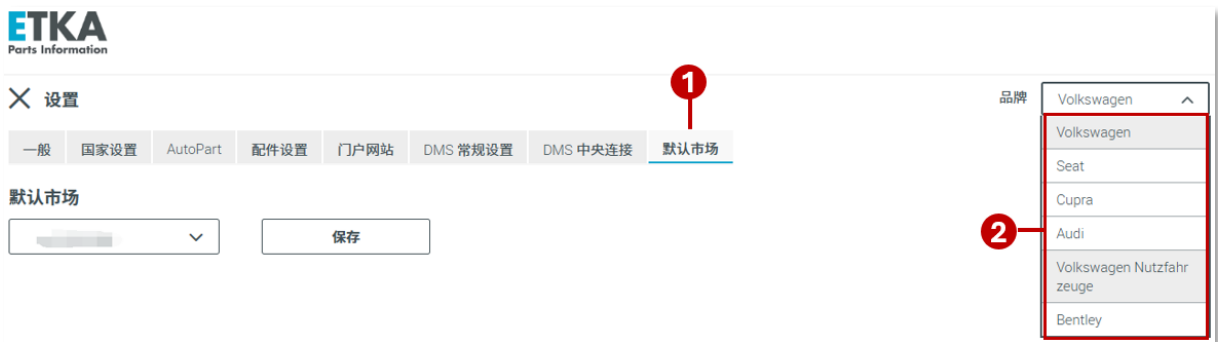 ETKA
Parts Information
1
设置
品牌
Volkswagen
一般 国家设置 AutoPart 配件设置 门户网站 DMS 常规设置 DMS 中央连接 默认市场
Volkswagen
Seat
默认市场
Cupra
保存
2
Audi
Volkswagen Nutzfahr
zeuge
Bentley